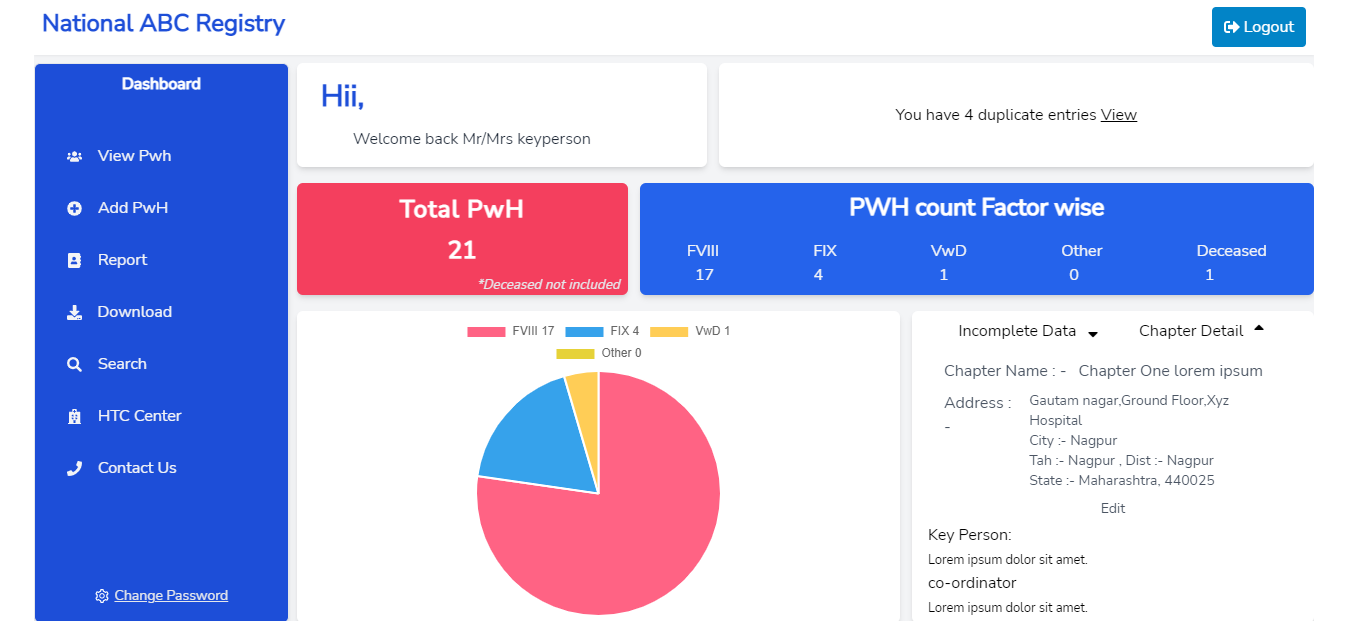 National ABC Registry
Logout
Dashboard
View Pwh
Add PwH
Report
Download
Search
HTC Center
Contact Us
Change Password
Hii,
Welcome back Mr/Mrs keyperson
You have 4 duplicate entries View
Total PwH
21
*Deceased not included
PWH count Factor wise
FVIII FIX VwD Other Deceased
17 4 1 0 1
FVIII 17 FIX 4 VwD 1
Other 0
Incomplete Data Chapter Detail
Chapter Name : - Chapter One lorem ipsum
Address :
-
Gautam nagar,Ground Floor,Xyz
Hospital
City :- Nagpur
Tah :- Nagpur , Dist :- Nagpur
State :- Maharashtra, 440025
Edit
Key Person:
Lorem ipsum dolor sit amet.
co-ordinator
Lorem ipsum dolor sit amet.